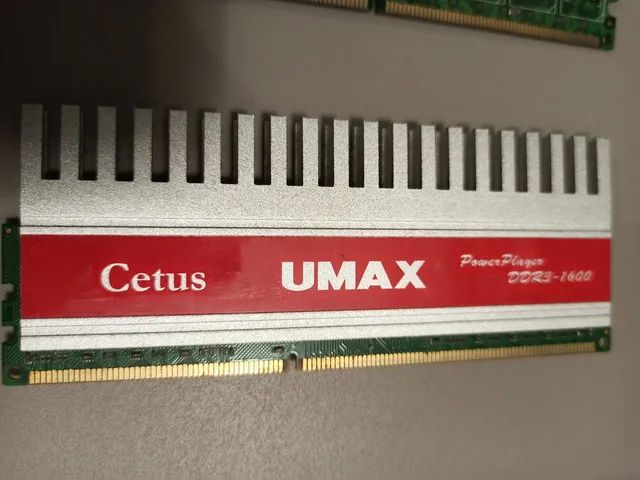 Cetus
UMAX
PowerPlayer
DDR3-1600